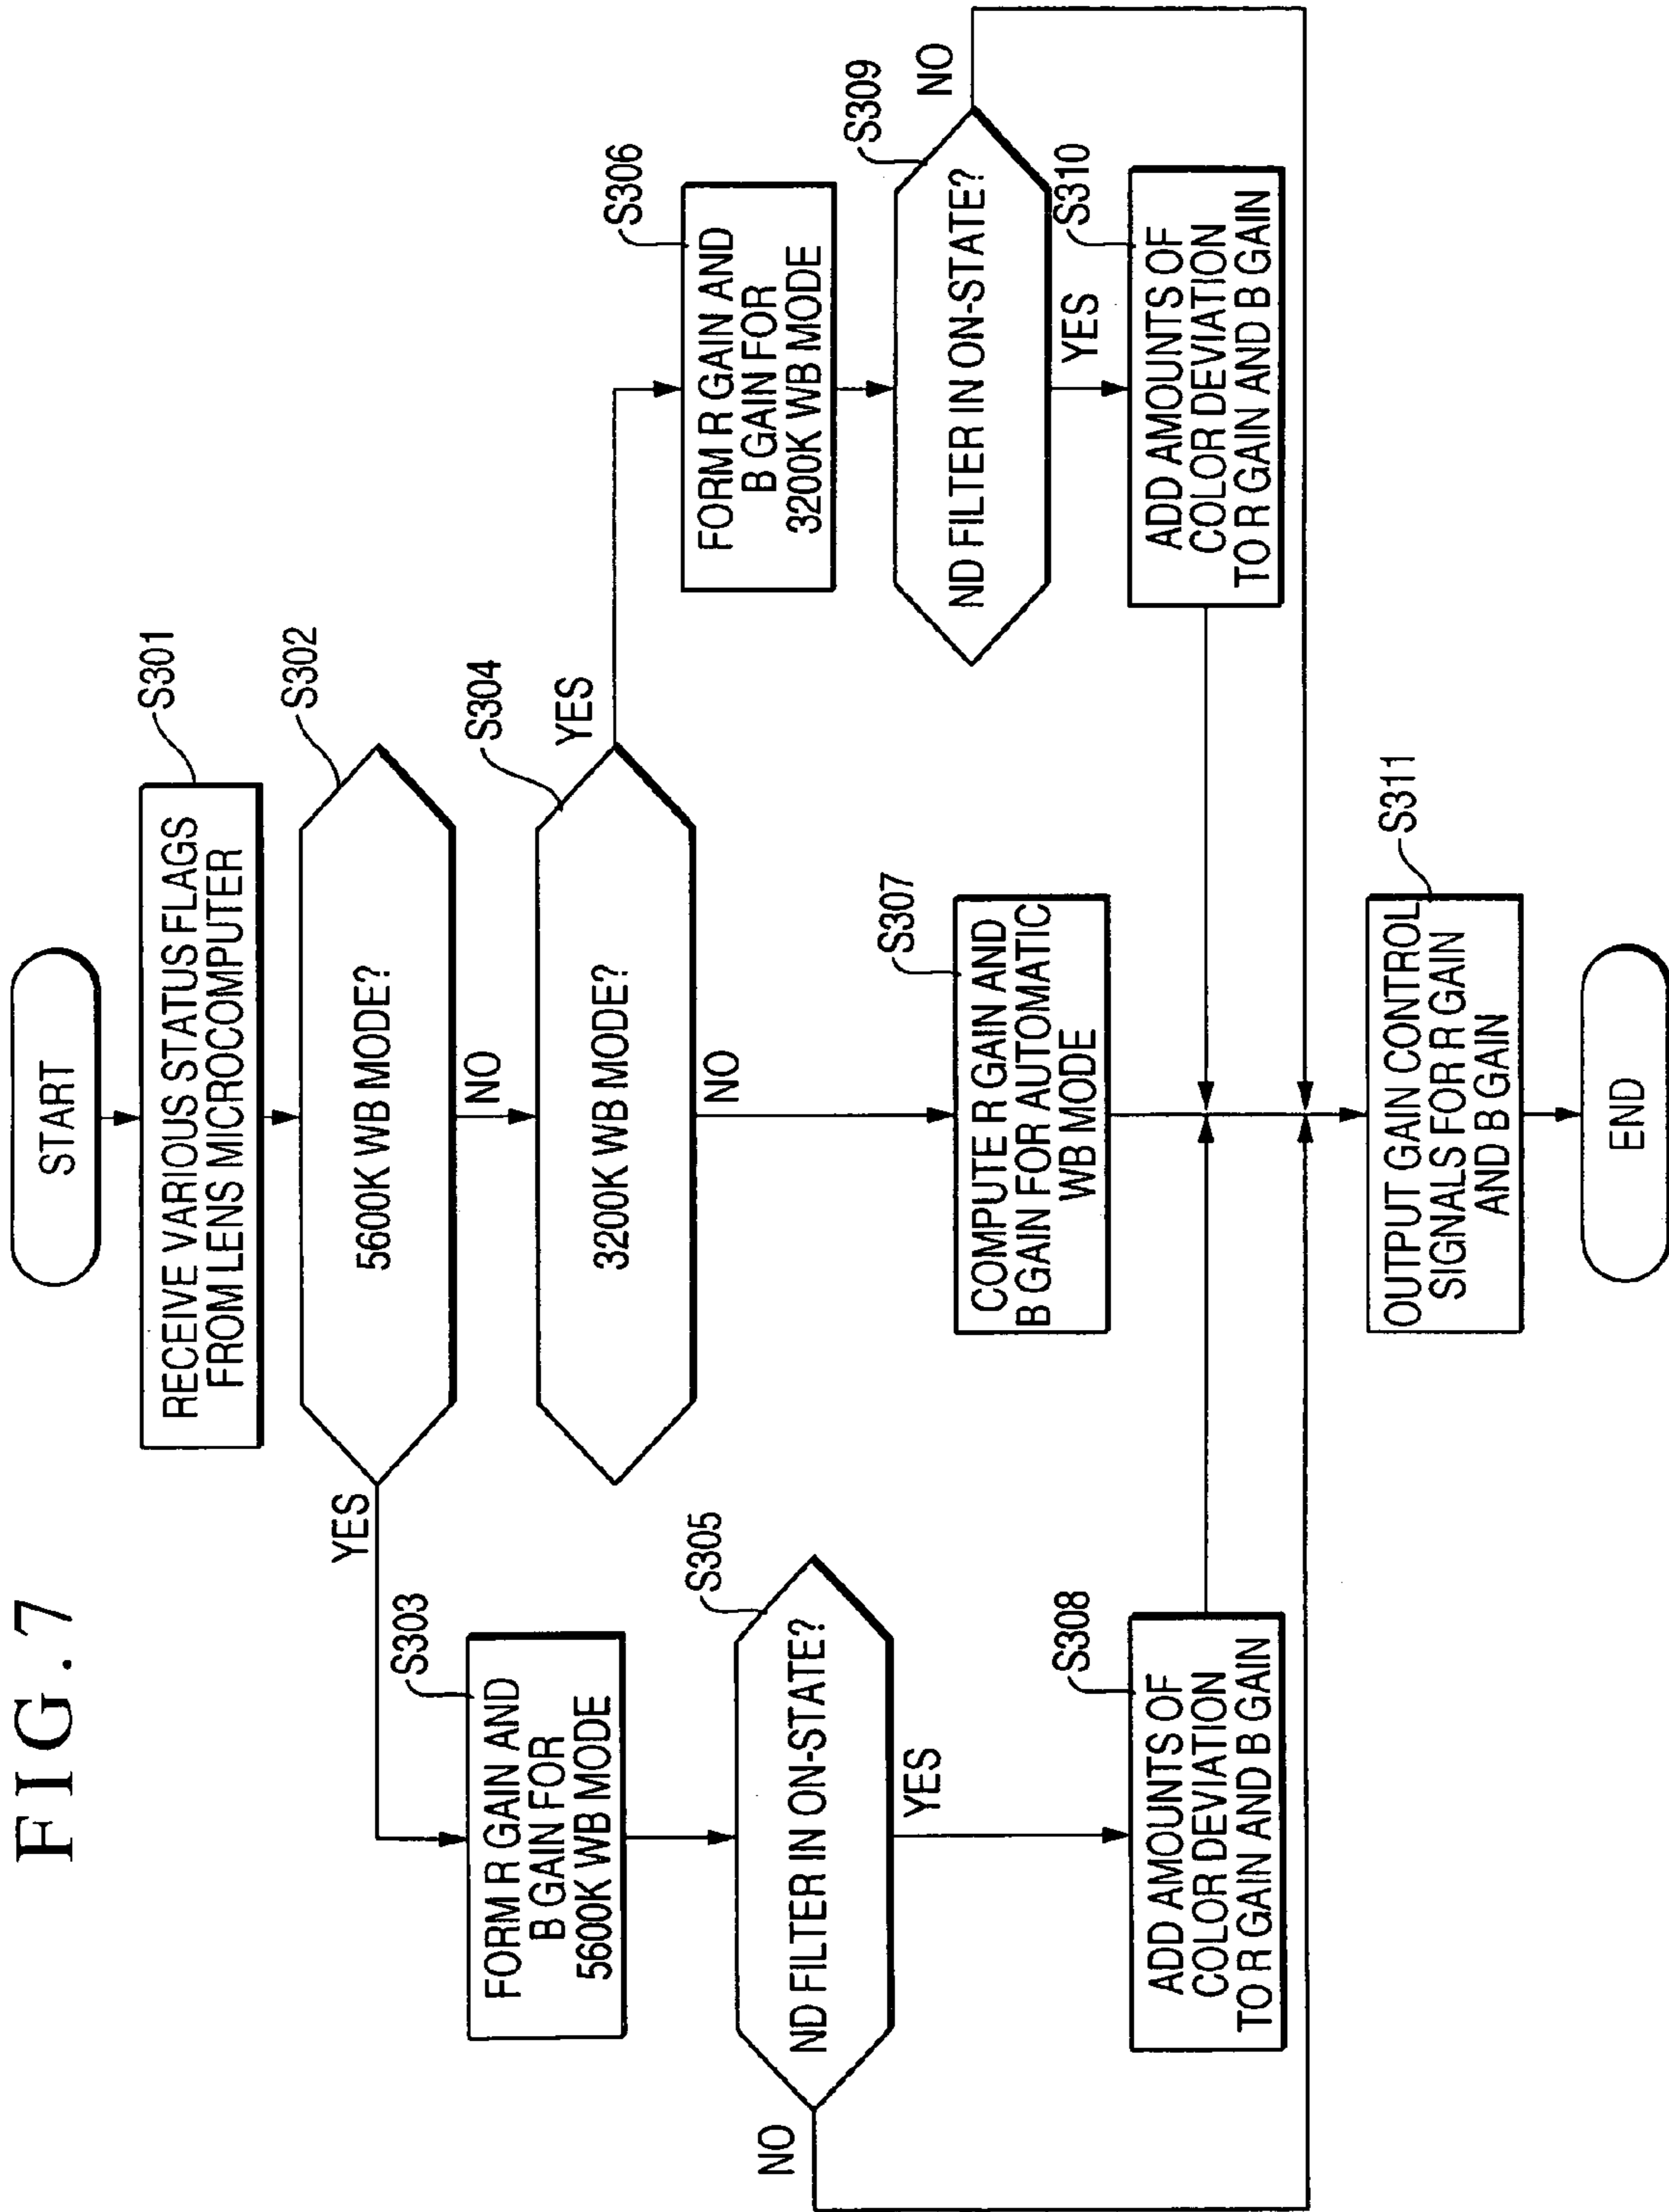 FIG. 7
START
RECEIVE VARIOUS STATUS FLAGS
FROM LENS MICROCOMPUTER
S301
5600K WB MODE?
S302
YES
NO
FORM R GAIN AND
B GAIN FOR
5600K WB MODE
S303
3200K WB MODE?
S304
YES
NO
ND FILTER IN ON-STATE?
S305
NO
YES
FORM R GAIN AND
B GAIN FOR
3200K WB MODE
S306
COMPUTE R GAIN AND
B GAIN FOR AUTOMATIC
WB MODE
S307
ND FILTER IN ON-STATE?
S309
NO
YES
ADD AMOUNTS OF
COLOR DEVIATION
TO R GAIN AND B GAIN
S308
ADD AMOUNTS OF
COLOR DEVIATION
TO R GAIN AND B GAIN
S310
OUTPUT GAIN CONTROL
SIGNALS FOR R GAIN
AND B GAIN
S311
END